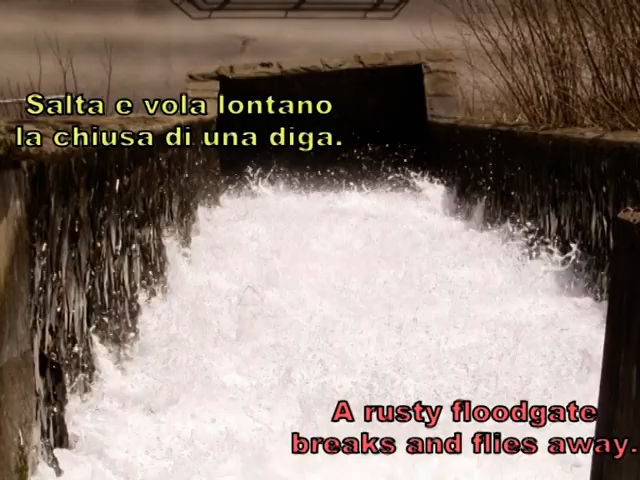 Salta e vola lontano
la chiusa di una diga.
A rusty floodgate
breaks and flies away.